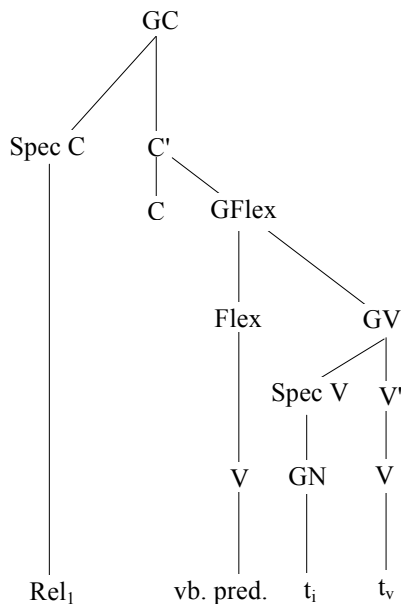 GC
Spec C C'
C GFlex
Flex GV
Spec V V'
V GN V
Rel₁ vb. pred. tᵢ tᵥ